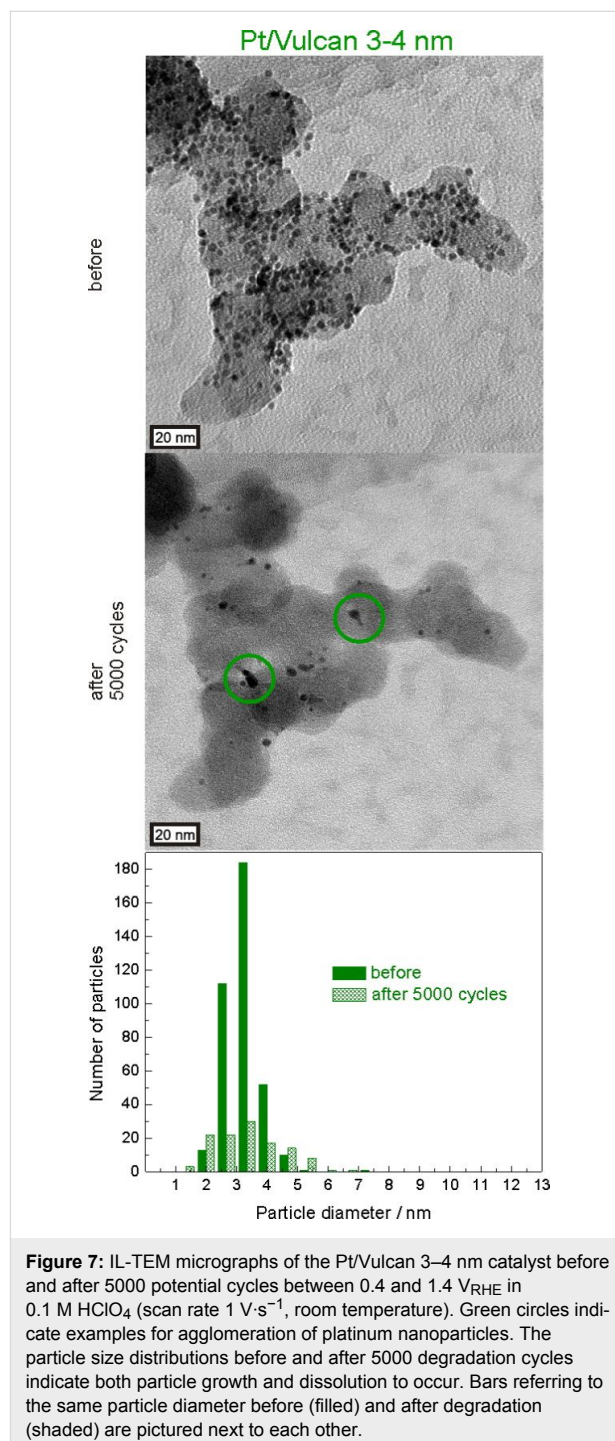 Pt/Vulcan 3-4 nm
before
20 nm
after
5000 cycles
20 nm
180
160
140
120
100
80
60
40
20
0
Number of particles
before
after 5000 cycles
1 2 3 4 5 6 7 8 9 10 11 12 13
Particle diameter / nm
Figure 7: IL-TEM micrographs of the Pt/Vulcan 3–4 nm catalyst before
and after 5000 potential cycles between 0.4 and 1.4 VRHE in
0.1 M HClO4 (scan rate 1 V·s−1, room temperature). Green circles indi-
cate examples for agglomeration of platinum nanoparticles. The
particle size distributions before and after 5000 degradation cycles
indicate both particle growth and dissolution to occur. Bars referring to
the same particle diameter before (filled) and after degradation
(shaded) are pictured next to each other.